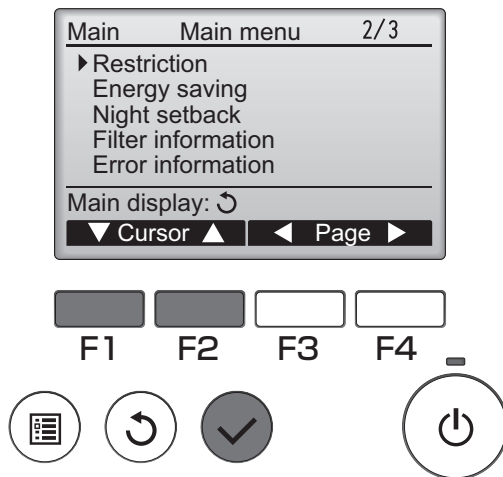 Main Main menu 2/3
Restriction
Energy saving
Night setback
Filter information
Error information
Main display:
Cursor Page
F1 F2 F3 F4